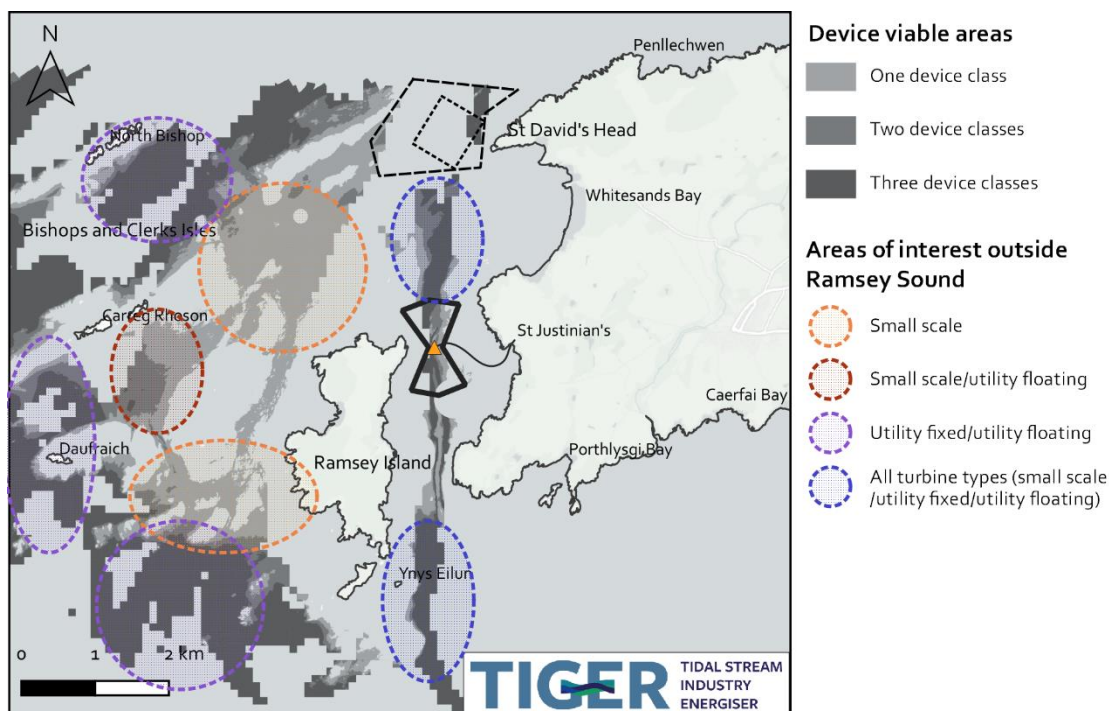 N
Penllechwen
North Bishop
St David's Head
Whitesands Bay
Bishops and Clerks Isles
Carreg Rhoson
St Justinian's
Caerfai Bay
Daufraich
Ramsey Island
Porthlysgi Bay
Ynys Eilun
0 1 2 km
TIGER
TIDAL STREAM
INDUSTRY
ENERGISER
Device viable areas
One device class
Two device classes
Three device classes
Areas of interest outside
Ramsey Sound
Small scale
Small scale/utility floating
Utility fixed/utility floating
All turbine types (small scale
/utility fixed/utility floating)